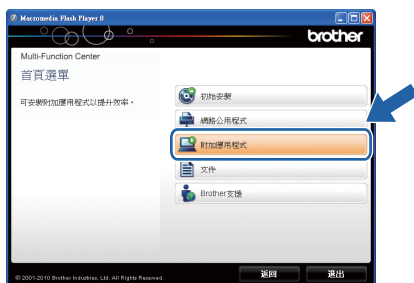 Macromedia Flash Player 8
brother
Multi-Function Center
首頁選單
可安裝附加應用程式以提升效率。
初始安裝
網路公用程式
附加應用程式
文件
Brother支援
© 2001-2010 Brother Industries, Ltd. All Rights Reserved.
返回
退出